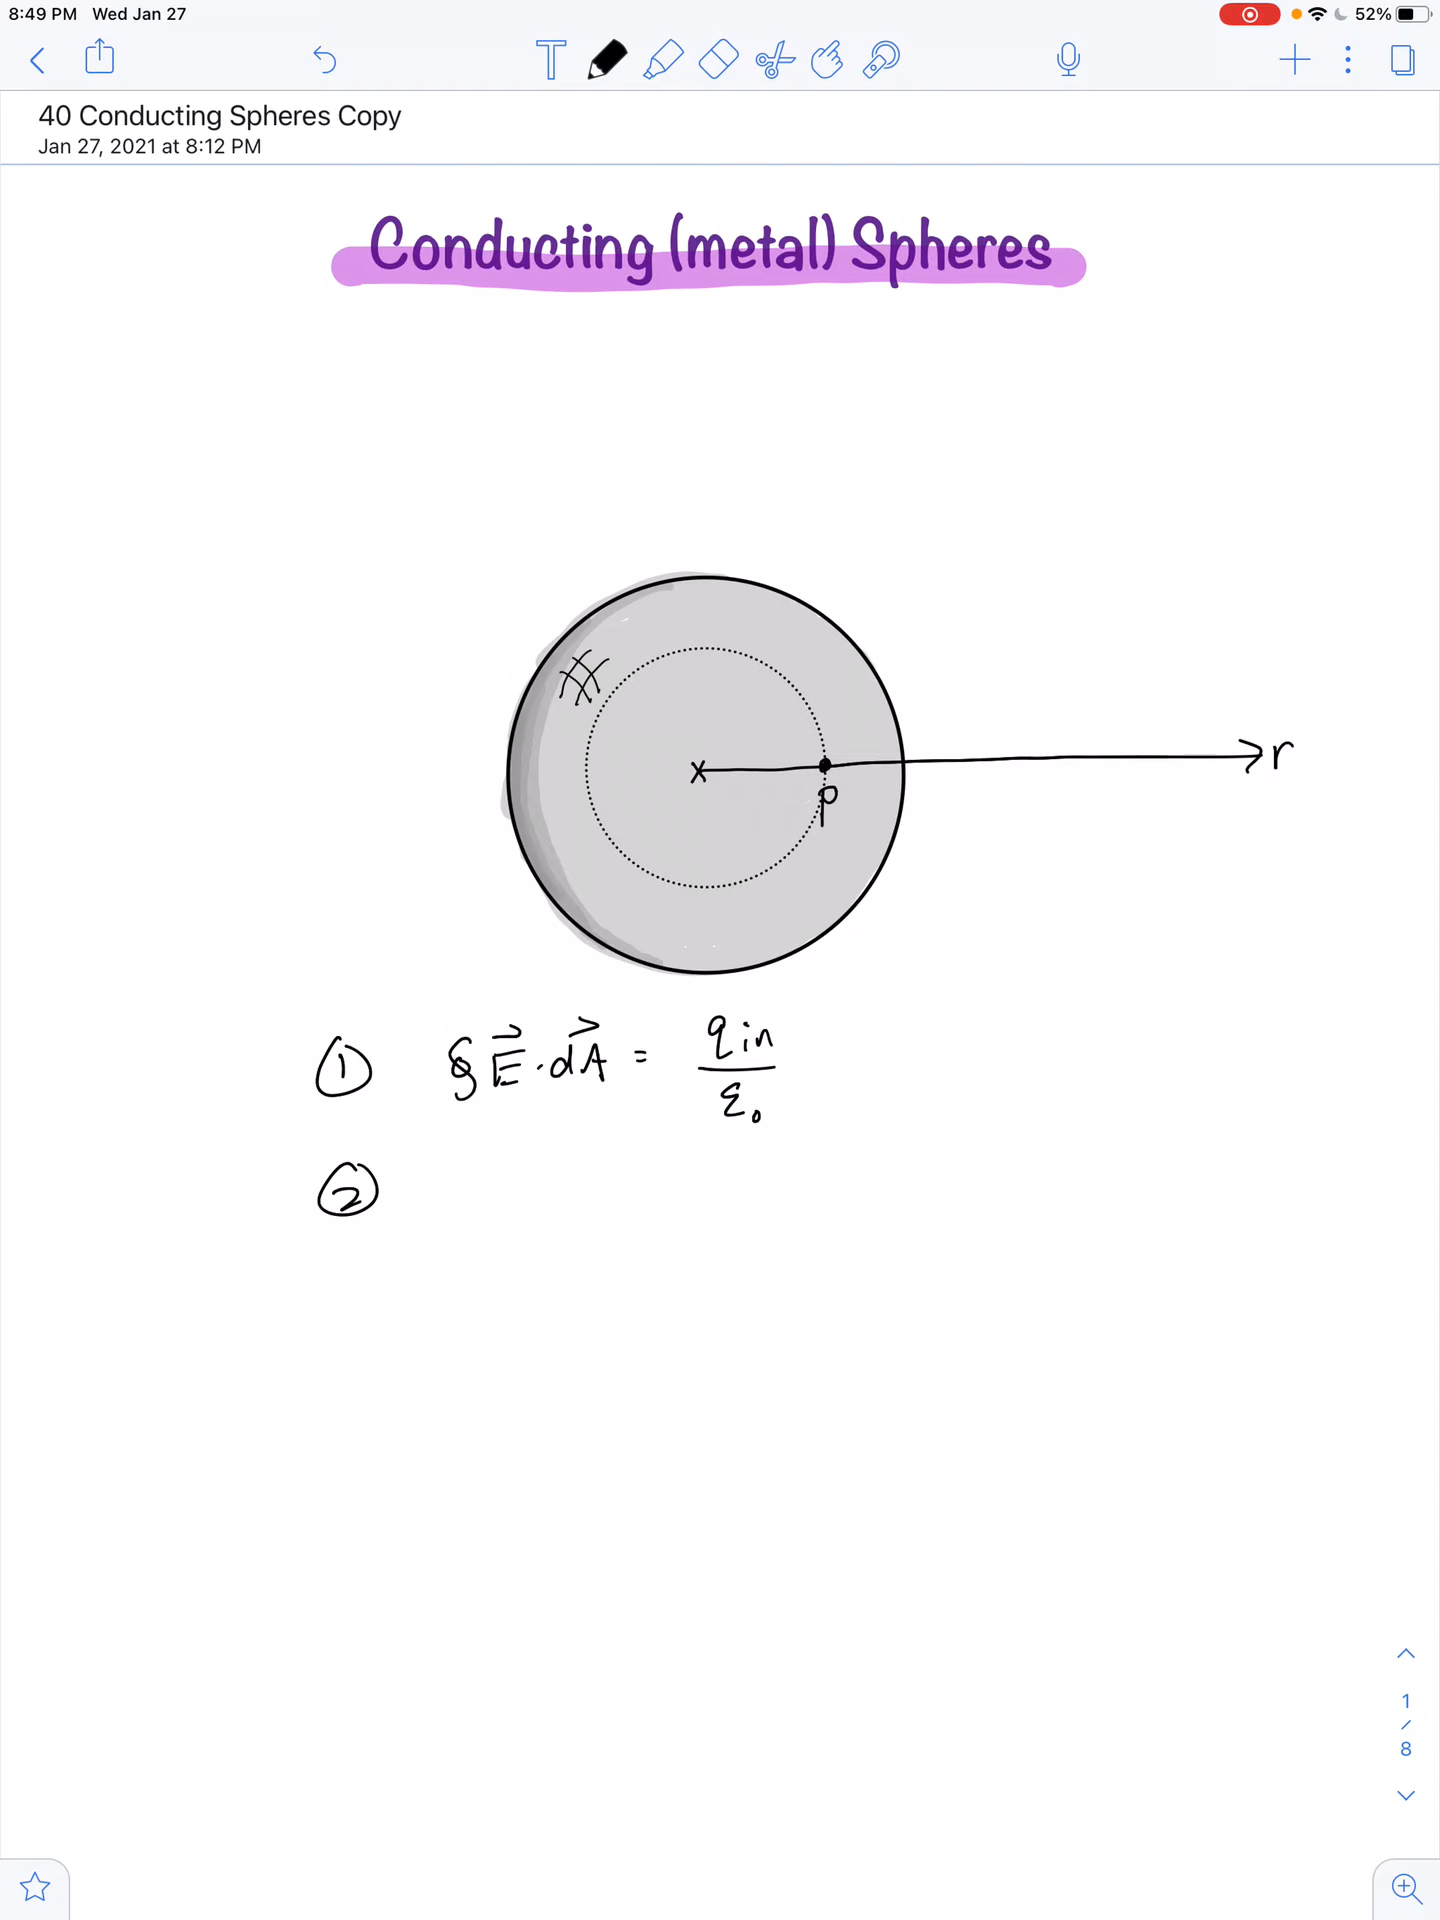 8:49 PM Wed Jan 27
52%
T
40 Conducting Spheres Copy
Jan 27, 2021 at 8:12 PM
Conducting (metal) Spheres
x
r
p
① ∮ E⃗ · dA⃗ = qin / ε₀
②
1
/
8